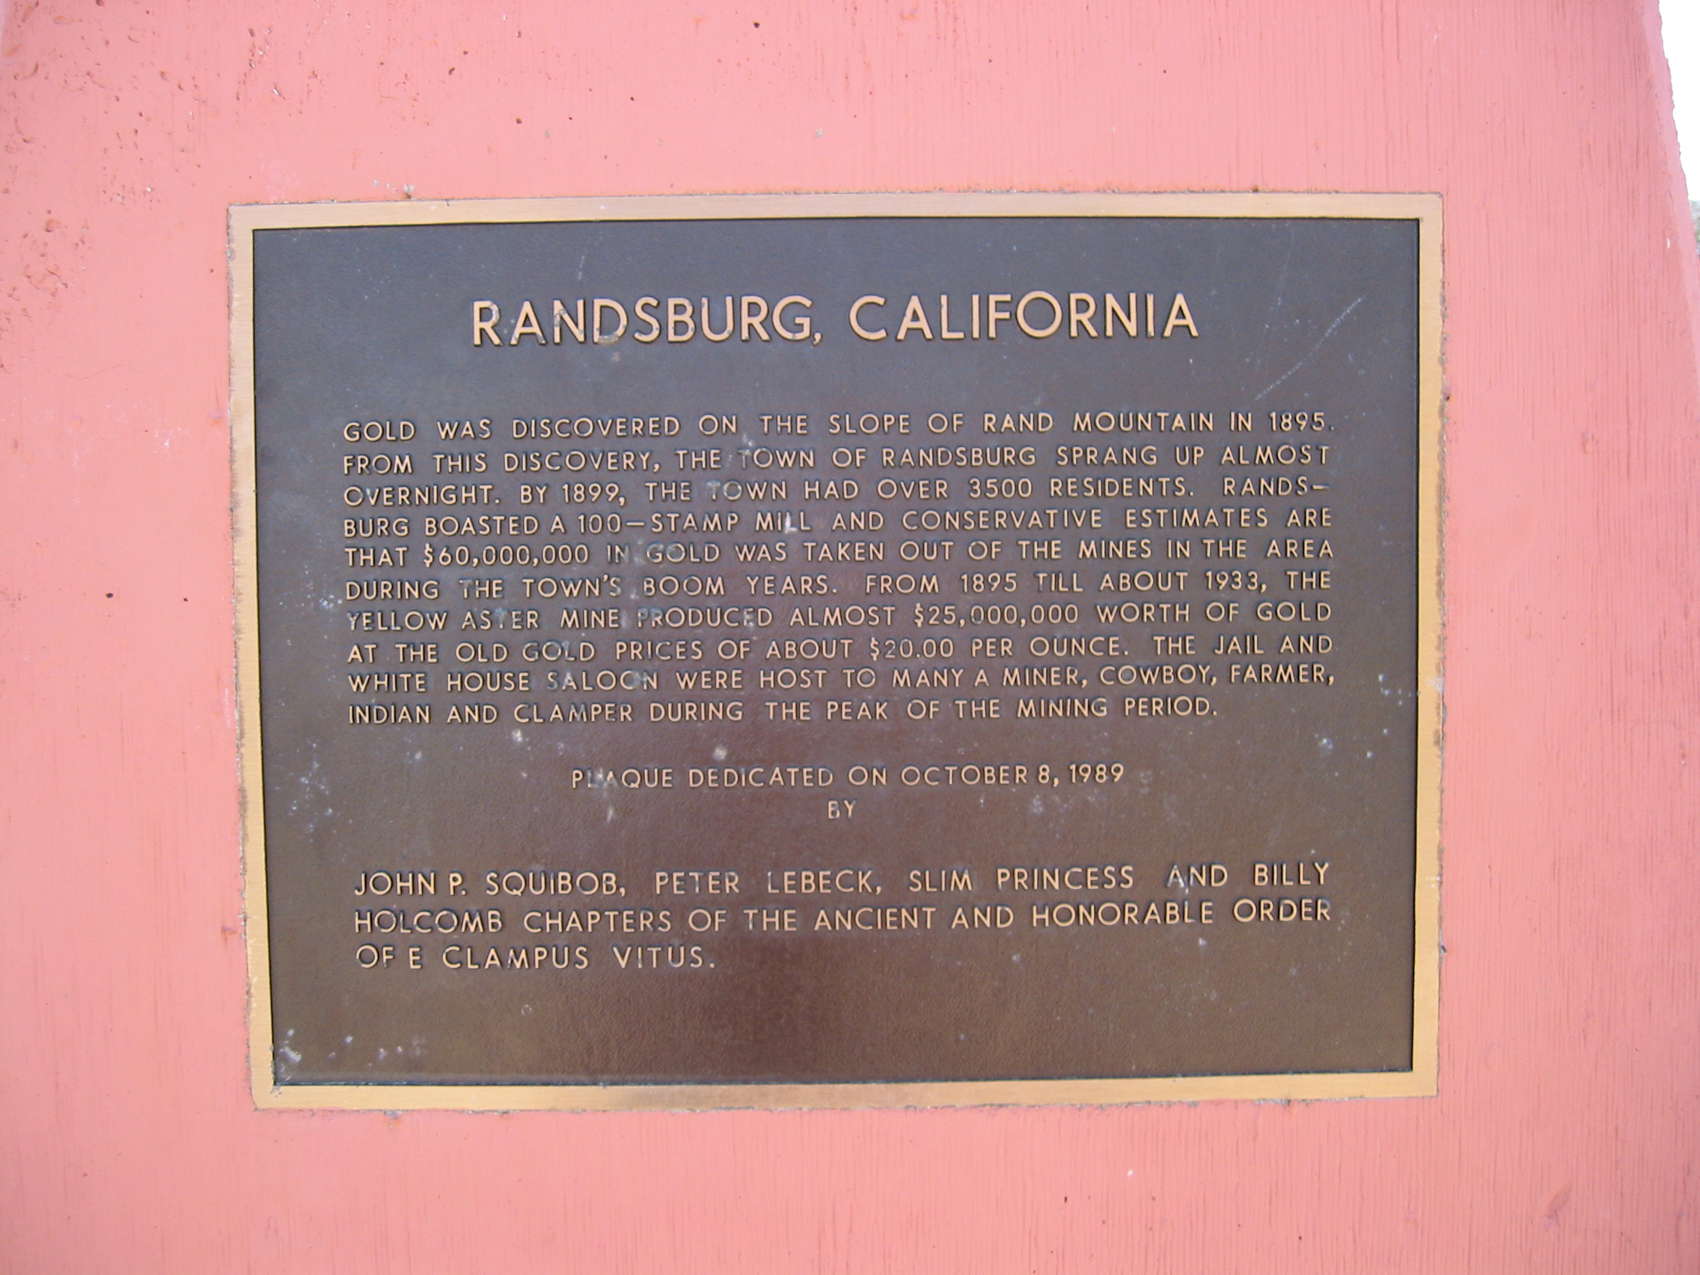 RANDSBURG, CALIFORNIA
GOLD WAS DISCOVERED ON THE SLOPE OF RAND MOUNTAIN IN 1895.
FROM THIS DISCOVERY, THE TOWN OF RANDSBURG SPRANG UP ALMOST
OVERNIGHT. BY 1899, THE TOWN HAD OVER 3500 RESIDENTS. RANDS-
BURG BOASTED A 100-STAMP MILL AND CONSERVATIVE ESTIMATES ARE
THAT $60,000,000 IN GOLD WAS TAKEN OUT OF THE MINES IN THE AREA
DURING THE TOWN'S BOOM YEARS. FROM 1895 TILL ABOUT 1933, THE
YELLOW ASTER MINE PRODUCED ALMOST $25,000,000 WORTH OF GOLD
AT THE OLD GOLD PRICES OF ABOUT $20.00 PER OUNCE. THE JAIL AND
WHITE HOUSE SALOON WERE HOST TO MANY A MINER, COWBOY, FARMER,
INDIAN AND CLAMPER DURING THE PEAK OF THE MINING PERIOD.
PLAQUE DEDICATED ON OCTOBER 8, 1989
BY
JOHN P. SQUIBOB, PETER LEBECK, SLIM PRINCESS AND BILLY
HOLCOMB CHAPTERS OF THE ANCIENT AND HONORABLE ORDER
OF E CLAMPUS VITUS.